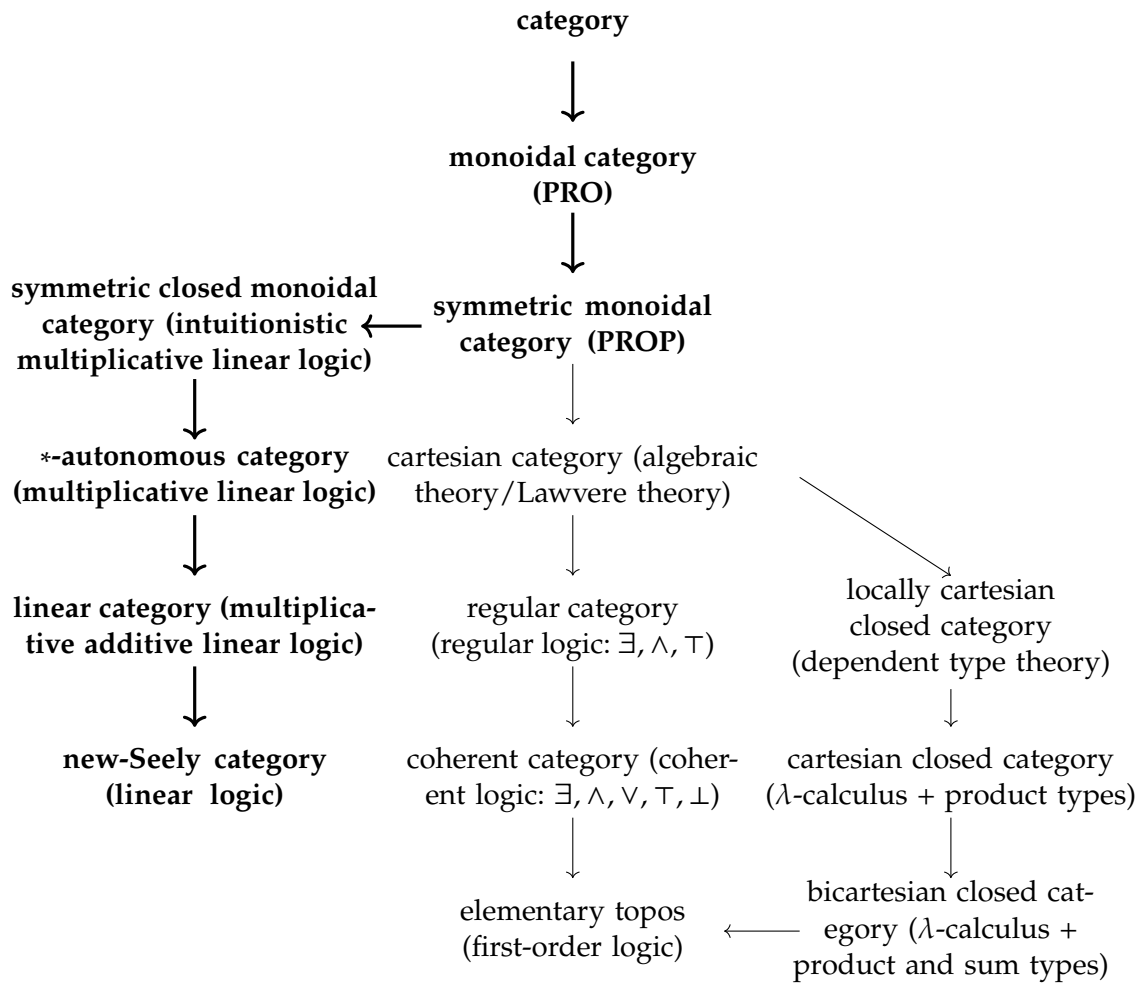 category
monoidal category
(PRO)
symmetric closed monoidal
category (intuitionistic
multiplicative linear logic)
symmetric monoidal
category (PROP)
*-autonomous category
(multiplicative linear logic)
cartesian category (algebraic
theory/Lawvere theory)
linear category (multiplica-
tive additive linear logic)
regular category
(regular logic: ∃, ∧, ⊤)
locally cartesian
closed category
(dependent type theory)
new-Seely category
(linear logic)
coherent category (coher-
ent logic: ∃, ∧, ∨, ⊤, ⊥)
cartesian closed category
(λ-calculus + product types)
elementary topos
(first-order logic)
bicartesian closed cat-
egory (λ-calculus +
product and sum types)